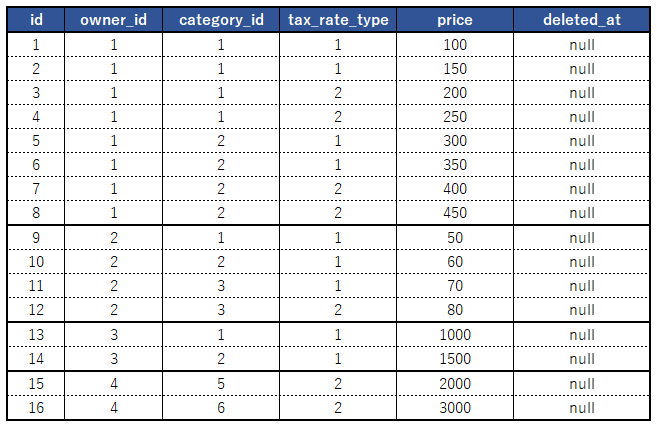 id owner_id category_id tax_rate_type price deleted_at
1 1 1 1 100 null
2 1 1 1 150 null
3 1 1 2 200 null
4 1 1 2 250 null
5 1 2 1 300 null
6 1 2 1 350 null
7 1 2 2 400 null
8 1 2 2 450 null
9 2 1 1 50 null
10 2 2 1 60 null
11 2 3 1 70 null
12 2 3 2 80 null
13 3 1 1 1000 null
14 3 2 1 1500 null
15 4 5 2 2000 null
16 4 6 2 3000 null